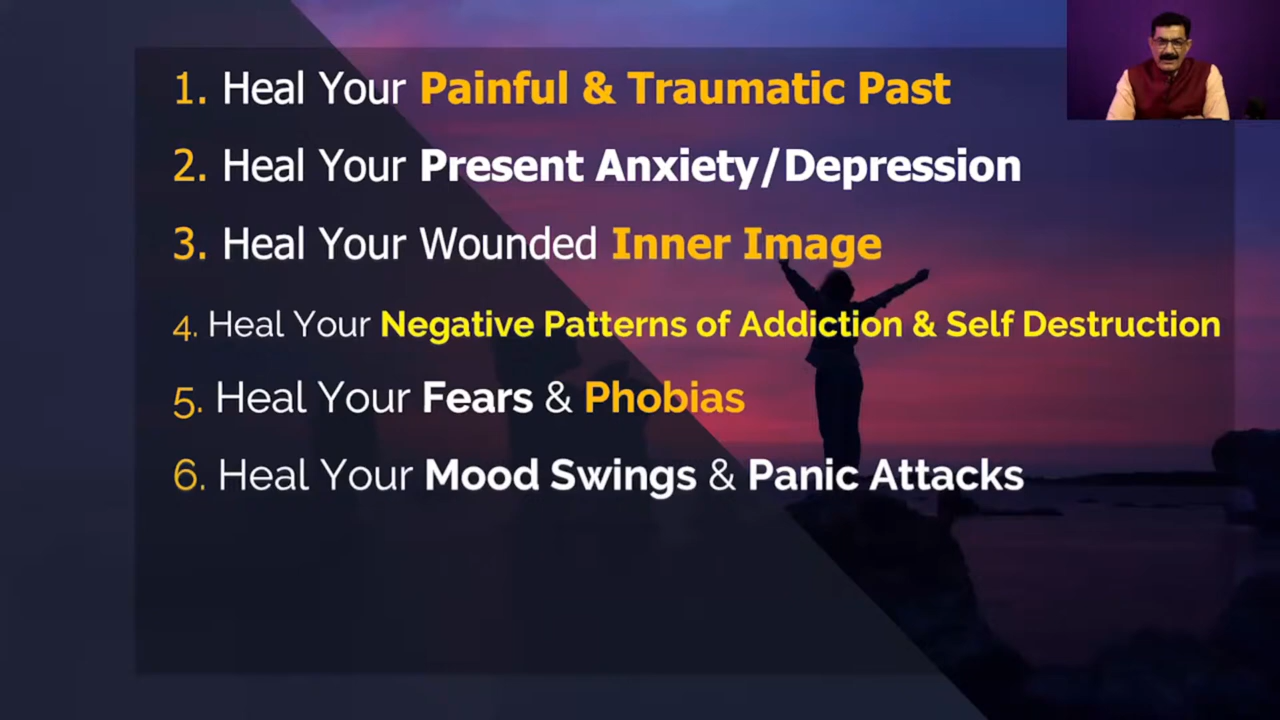 1. Heal Your Painful & Traumatic Past
2. Heal Your Present Anxiety/Depression
3. Heal Your Wounded Inner Image
4. Heal Your Negative Patterns of Addiction & Self Destruction
5. Heal Your Fears & Phobias
6. Heal Your Mood Swings & Panic Attacks